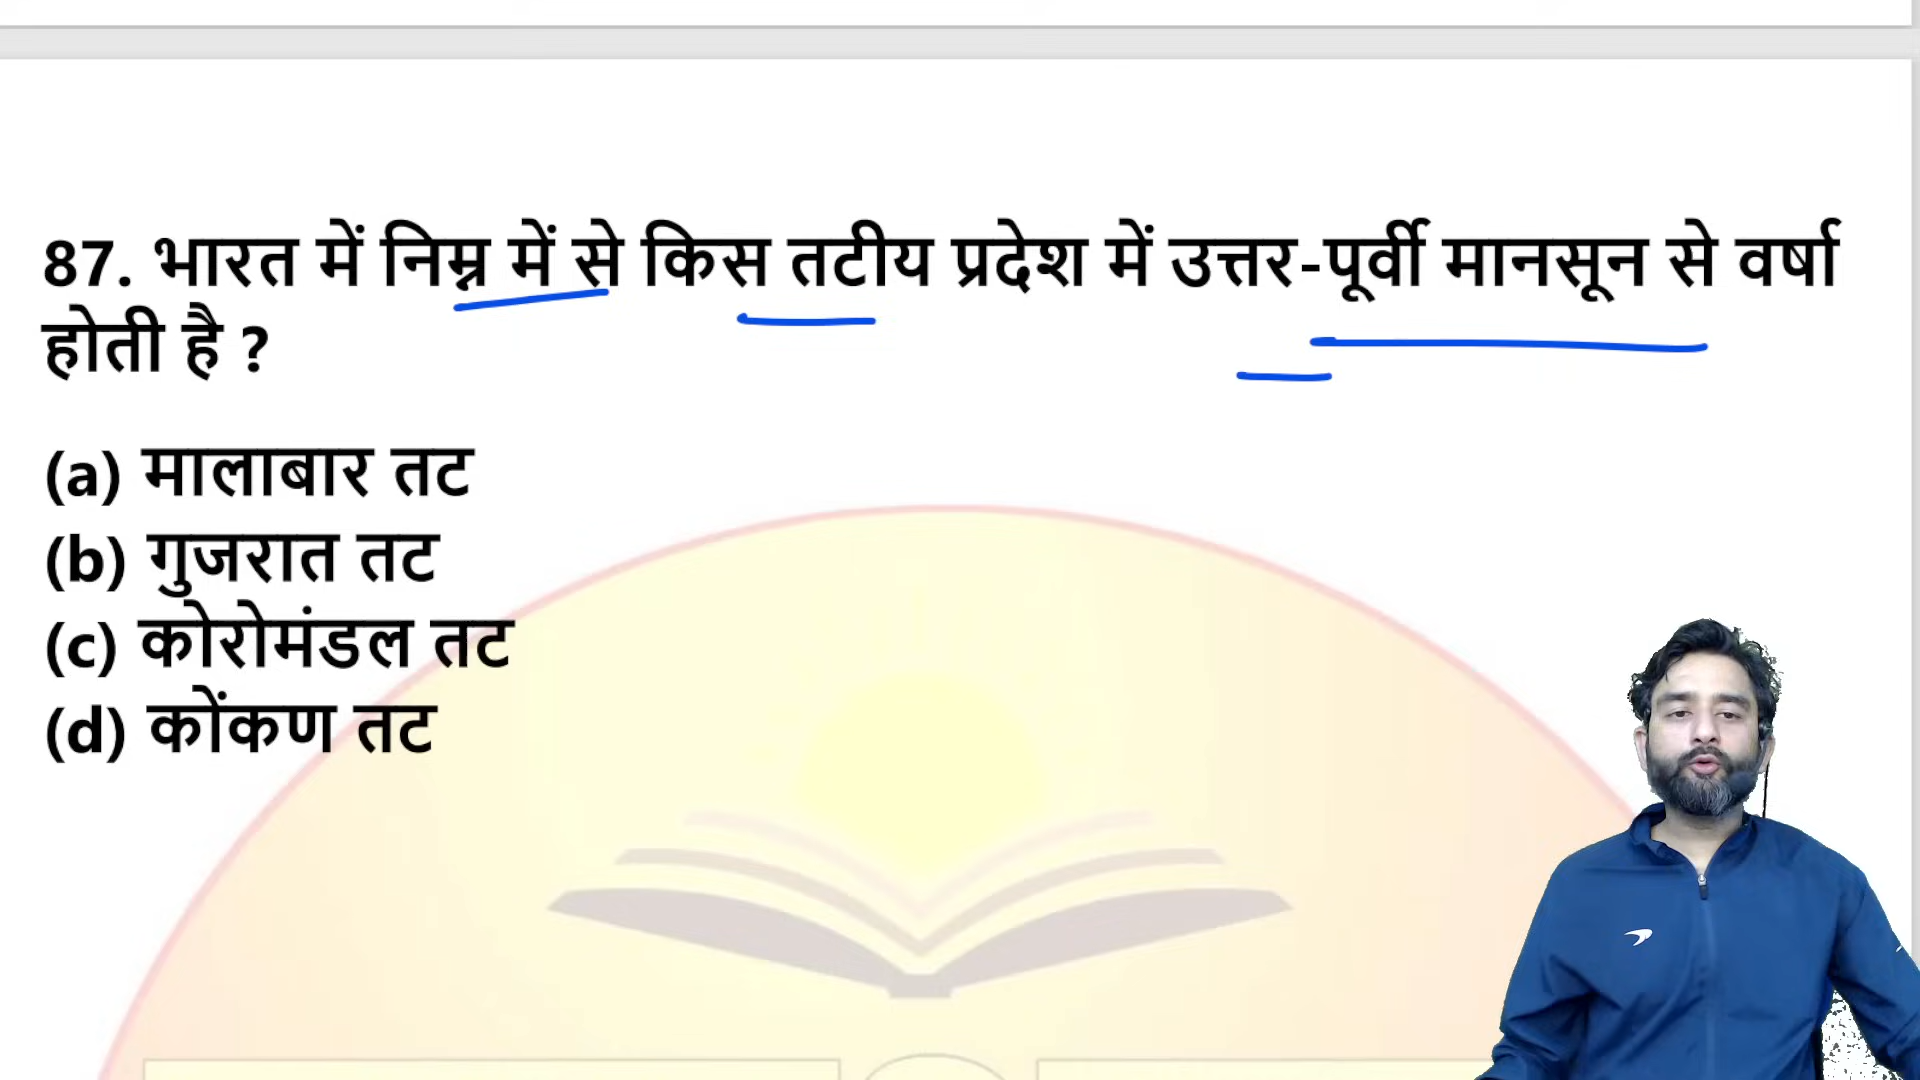 87. भारत में निम्न में से किस तटीय प्रदेश में उत्तर-पूर्वी मानसून से वर्षा
होती है ?
(a) मालाबार तट
(b) गुजरात तट
(c) कोरोमंडल तट
(d) कोंकण तट